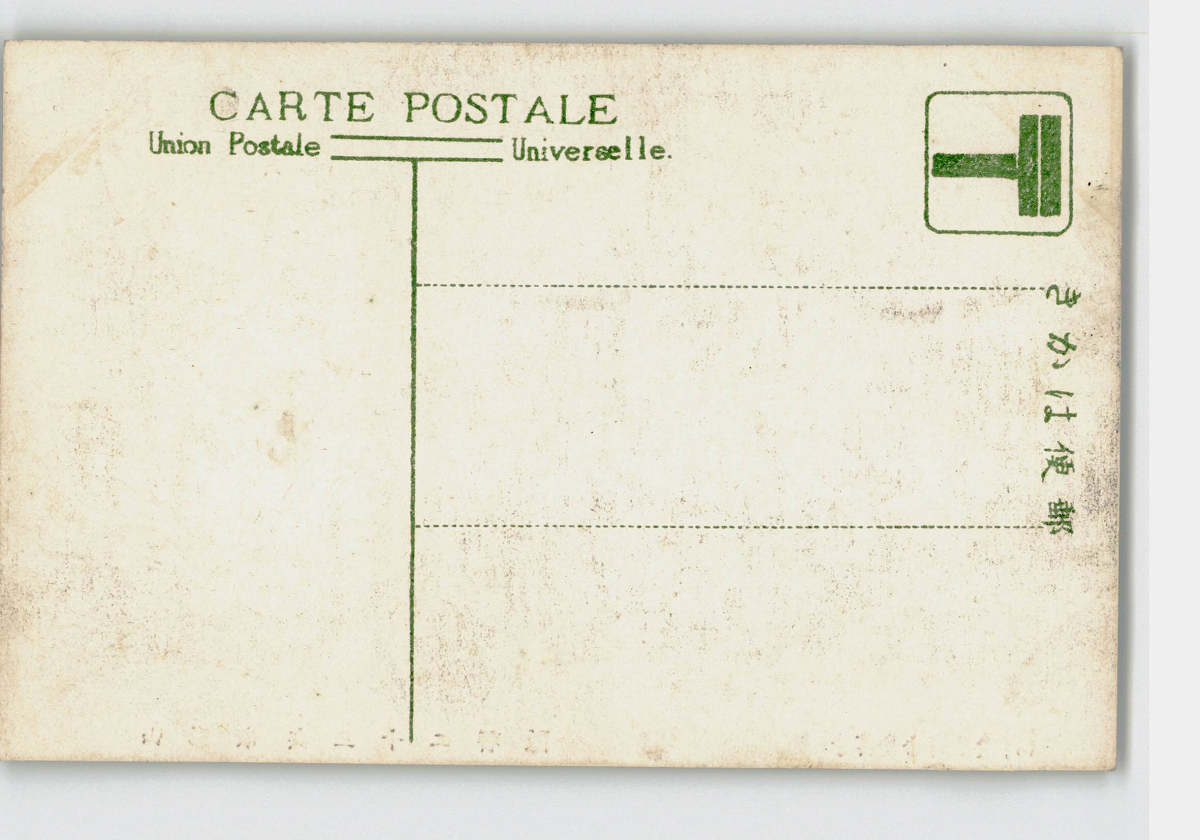 CARTE POSTALE
Union Postale Universelle.
郵便はかき